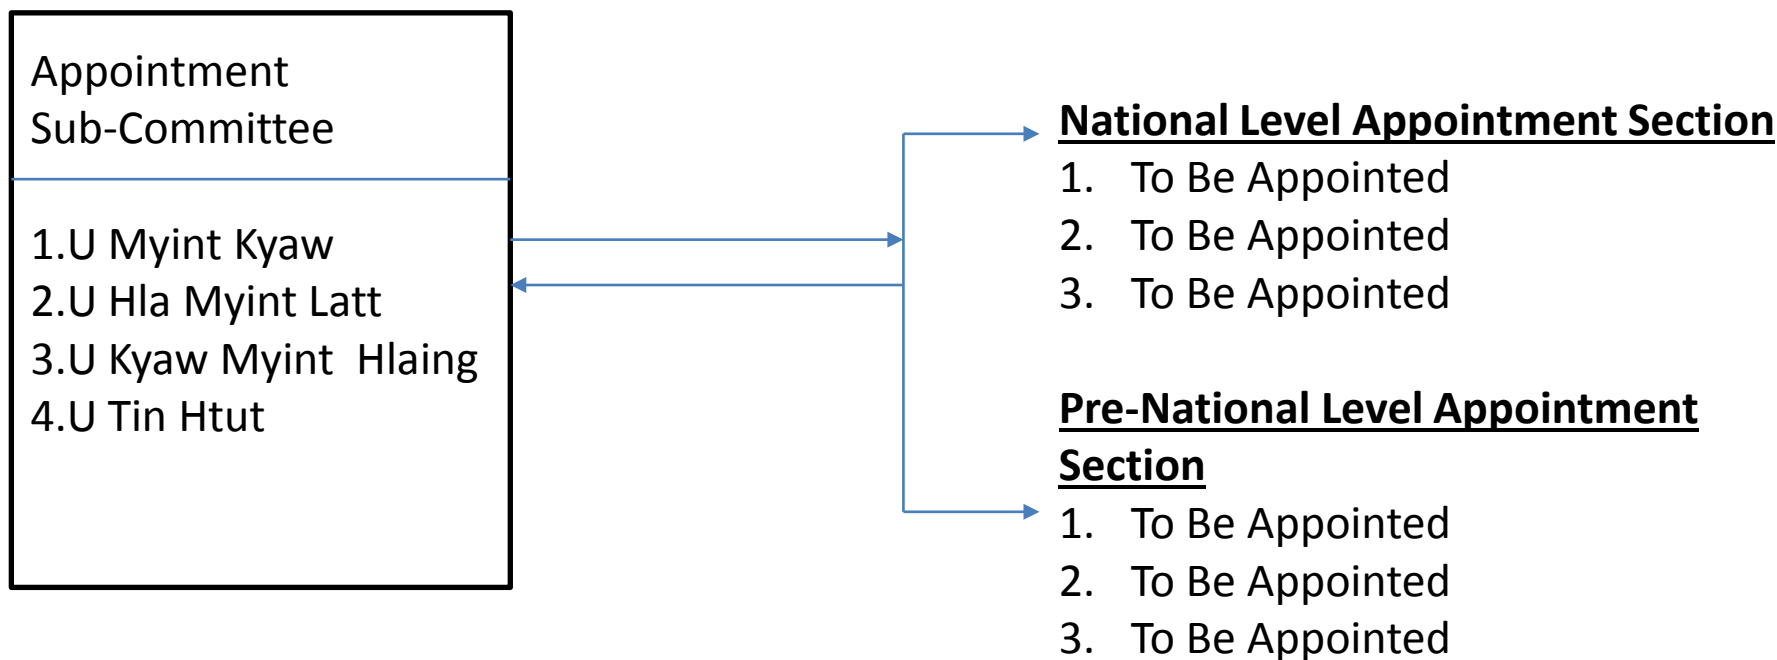 Appointment
Sub-Committee
1.U Myint Kyaw
2.U Hla Myint Latt
3.U Kyaw Myint  Hlaing
4.U Tin Htut
National Level Appointment Section
1. To Be Appointed
2. To Be Appointed
3. To Be Appointed
Pre-National Level Appointment
Section
1. To Be Appointed
2. To Be Appointed
3. To Be Appointed